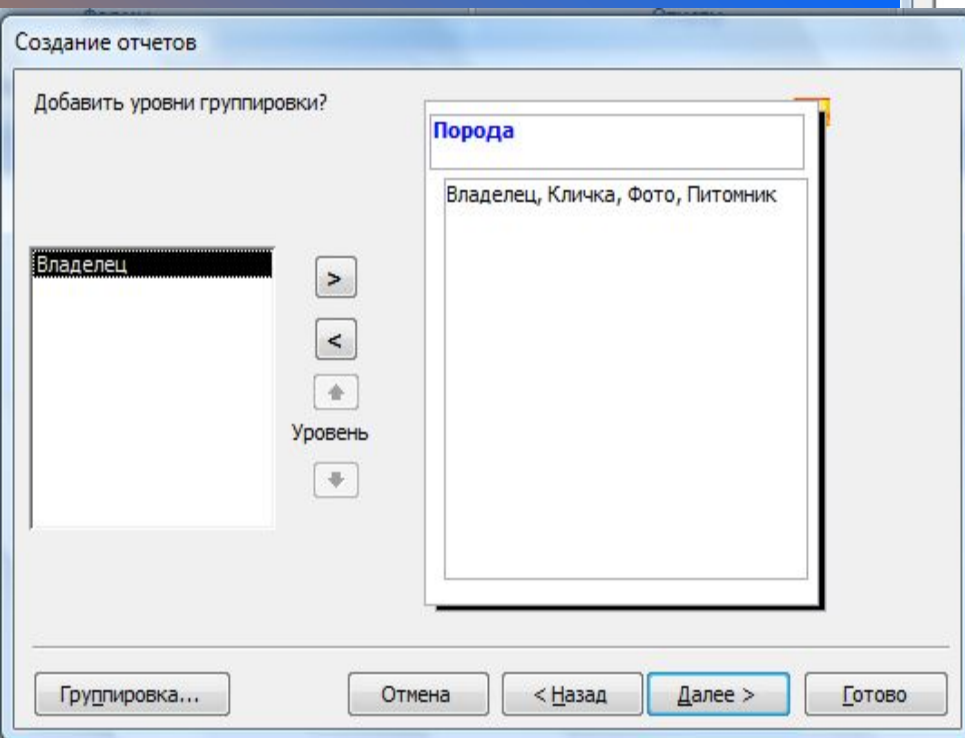 Создание отчетов
Добавить уровни группировки?
Порода
Владелец, Кличка, Фото, Питомник
Владелец
>
<
Уровень
Группировка...
Отмена
< Назад
Далее >
Готово